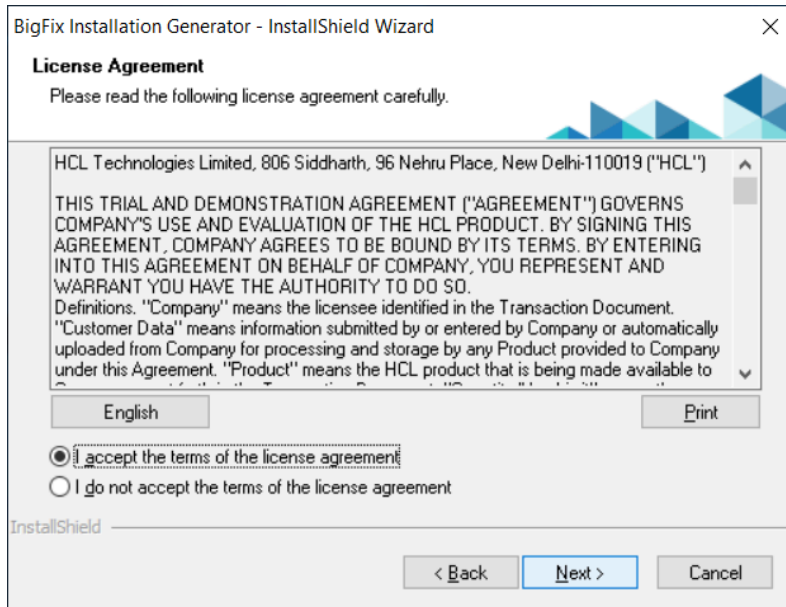 BigFix Installation Generator - InstallShield Wizard
License Agreement
Please read the following license agreement carefully.
HCL Technologies Limited, 806 Siddharth, 96 Nehru Place, New Delhi-110019 ("HCL")
THIS TRIAL AND DEMONSTRATION AGREEMENT ("AGREEMENT") GOVERNS
COMPANY'S USE AND EVALUATION OF THE HCL PRODUCT. BY SIGNING THIS
AGREEMENT, COMPANY AGREES TO BE BOUND BY ITS TERMS. BY ENTERING
INTO THIS AGREEMENT ON BEHALF OF COMPANY, YOU REPRESENT AND
WARRANT YOU HAVE THE AUTHORITY TO DO SO.
Definitions. "Company" means the licensee identified in the Transaction Document.
"Customer Data" means information submitted by or entered by Company or automatically
uploaded from Company for processing and storage by any Product provided to Company
under this Agreement. "Product" means the HCL product that is being made available to
English
Print
I accept the terms of the license agreement
I do not accept the terms of the license agreement
InstallShield
< Back
Next >
Cancel